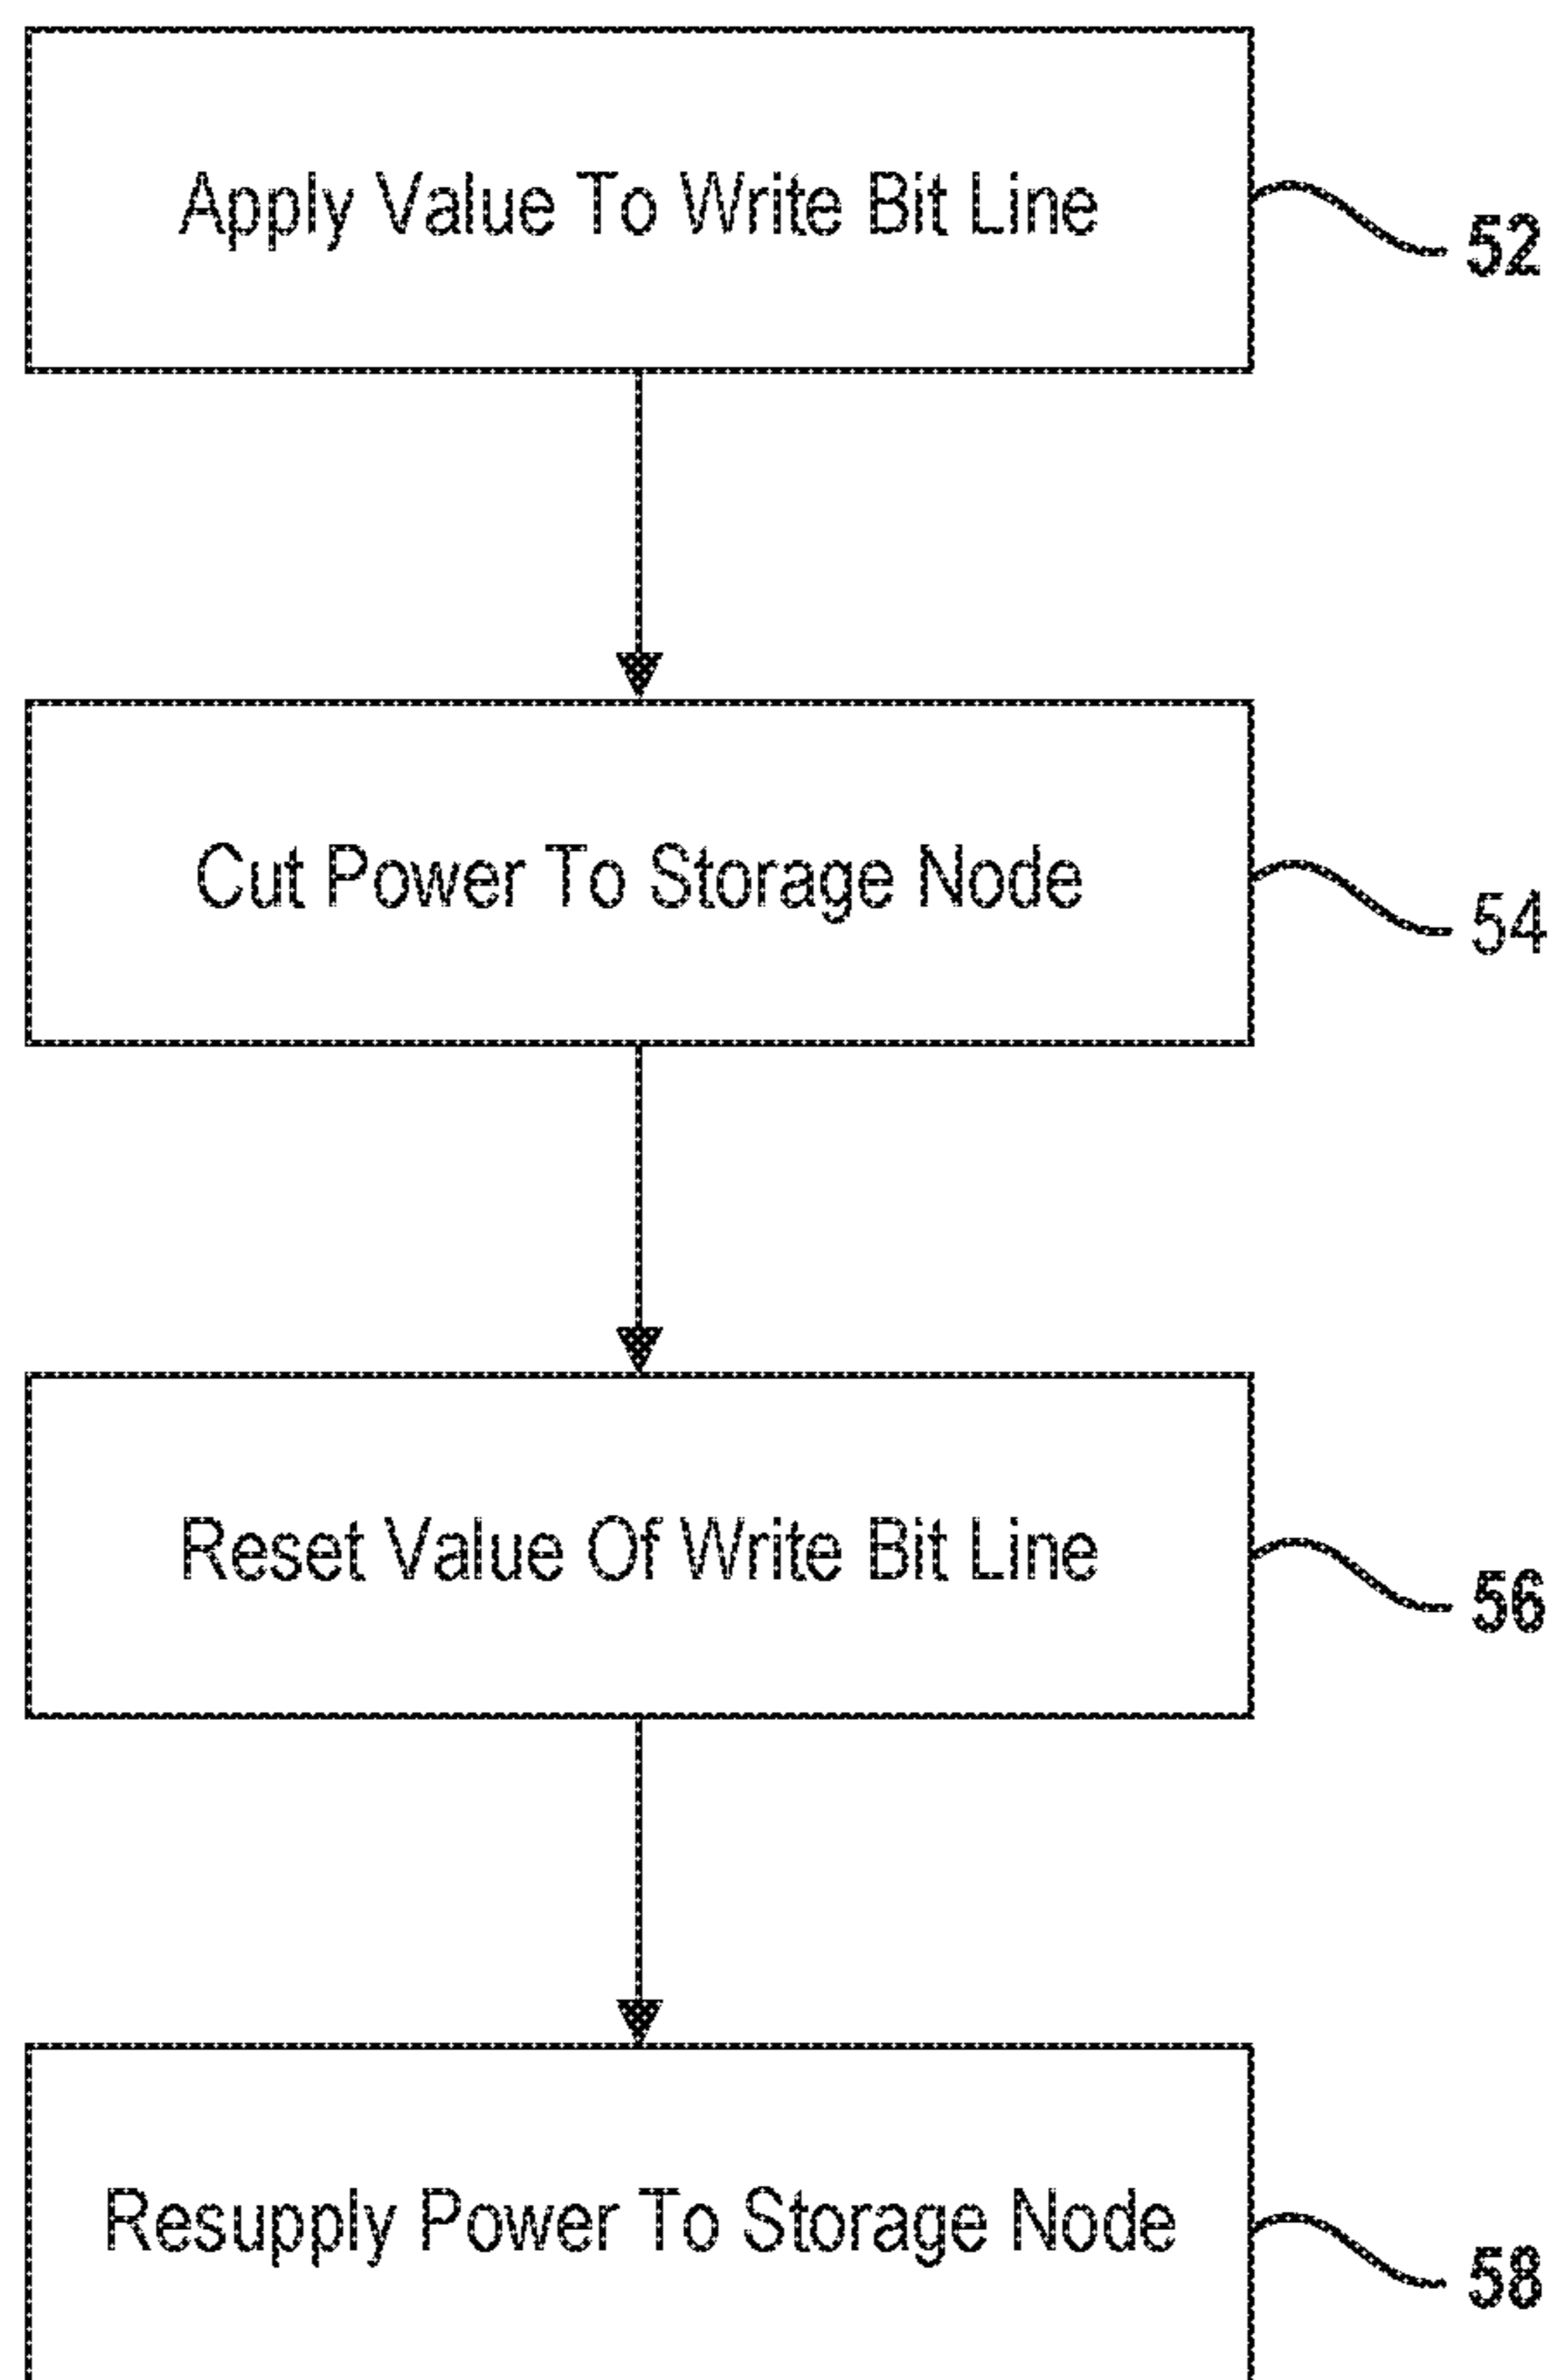 Apply Value To Write Bit Line
52
Cut Power To Storage Node
54
Reset Value Of Write Bit Line
56
Resupply Power To Storage Node
58